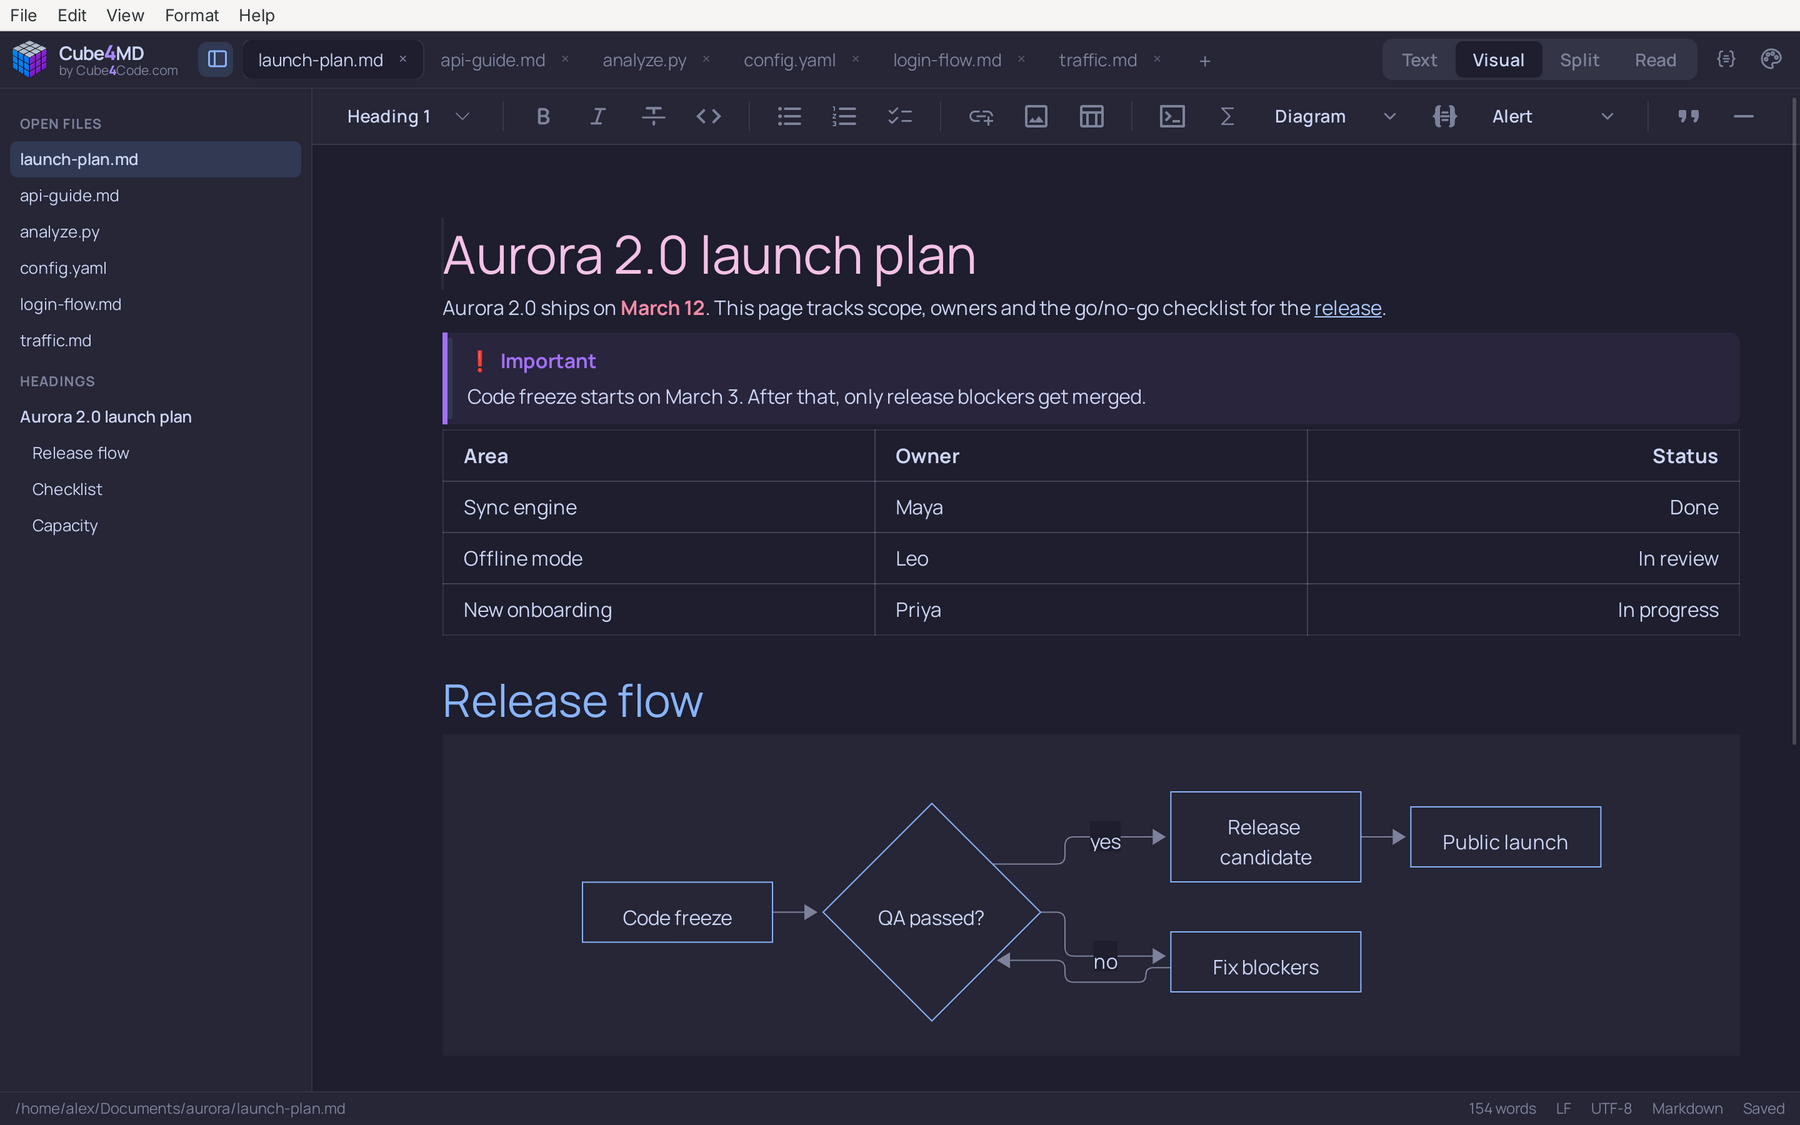 File Edit View Format Help
Cube4MD
by Cube4Code.com
launch-plan.md × api-guide.md × analyze.py × config.yaml × login-flow.md × traffic.md × +
Text Visual Split Read
Heading 1
Diagram
Alert
OPEN FILES
launch-plan.md
api-guide.md
analyze.py
config.yaml
login-flow.md
traffic.md
HEADINGS
Aurora 2.0 launch plan
Release flow
Checklist
Capacity
Aurora 2.0 launch plan
Aurora 2.0 ships on March 12. This page tracks scope, owners and the go/no-go checklist for the release.
❗ Important
Code freeze starts on March 3. After that, only release blockers get merged.
Area Owner Status
Sync engine Maya Done
Offline mode Leo In review
New onboarding Priya In progress
Release flow
Code freeze
QA passed?
yes
no
Release
candidate
Public launch
Fix blockers
/home/alex/Documents/aurora/launch-plan.md
154 words LF UTF-8 Markdown Saved